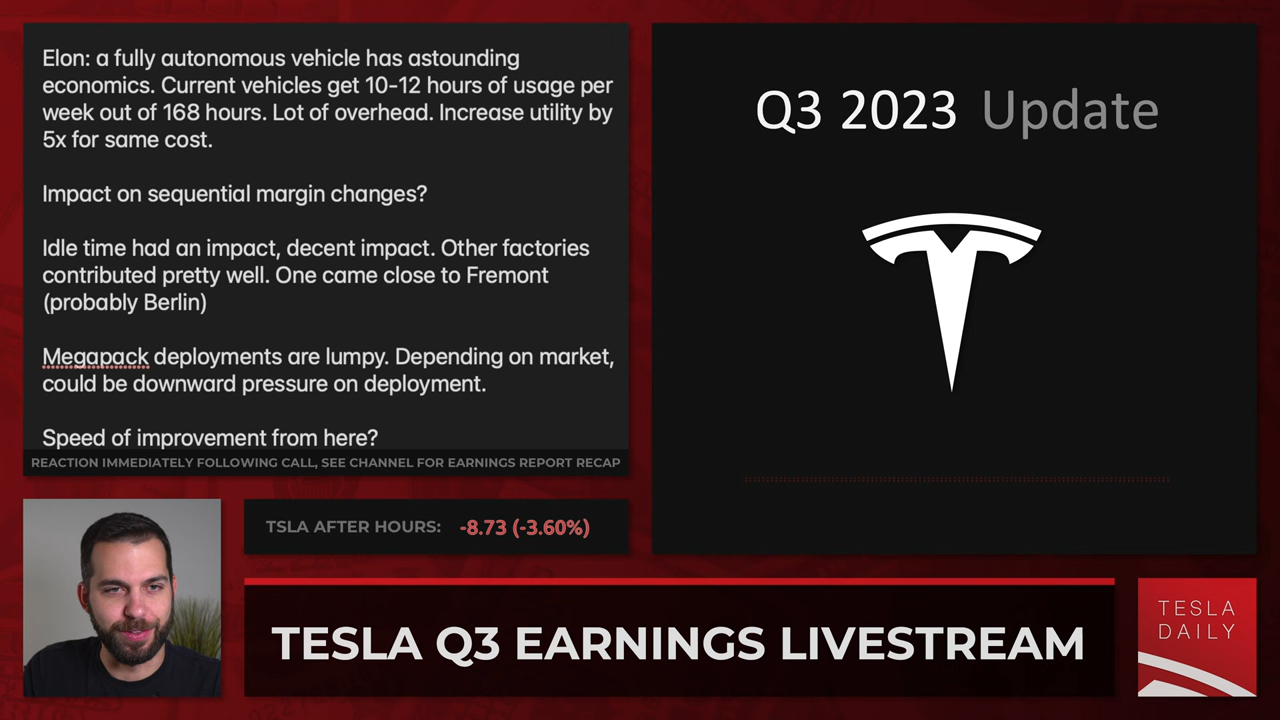 Elon: a fully autonomous vehicle has astounding
economics. Current vehicles get 10-12 hours of usage per
week out of 168 hours. Lot of overhead. Increase utility by
5x for same cost.
Impact on sequential margin changes?
Idle time had an impact, decent impact. Other factories
contributed pretty well. One came close to Fremont
(probably Berlin)
Megapack deployments are lumpy. Depending on market,
could be downward pressure on deployment.
Speed of improvement from here?
REACTION IMMEDIATELY FOLLOWING CALL, SEE CHANNEL FOR EARNINGS REPORT RECAP
Q3 2023 Update
TSLA AFTER HOURS: -8.73 (-3.60%)
TESLA Q3 EARNINGS LIVESTREAM
TESLA
DAILY